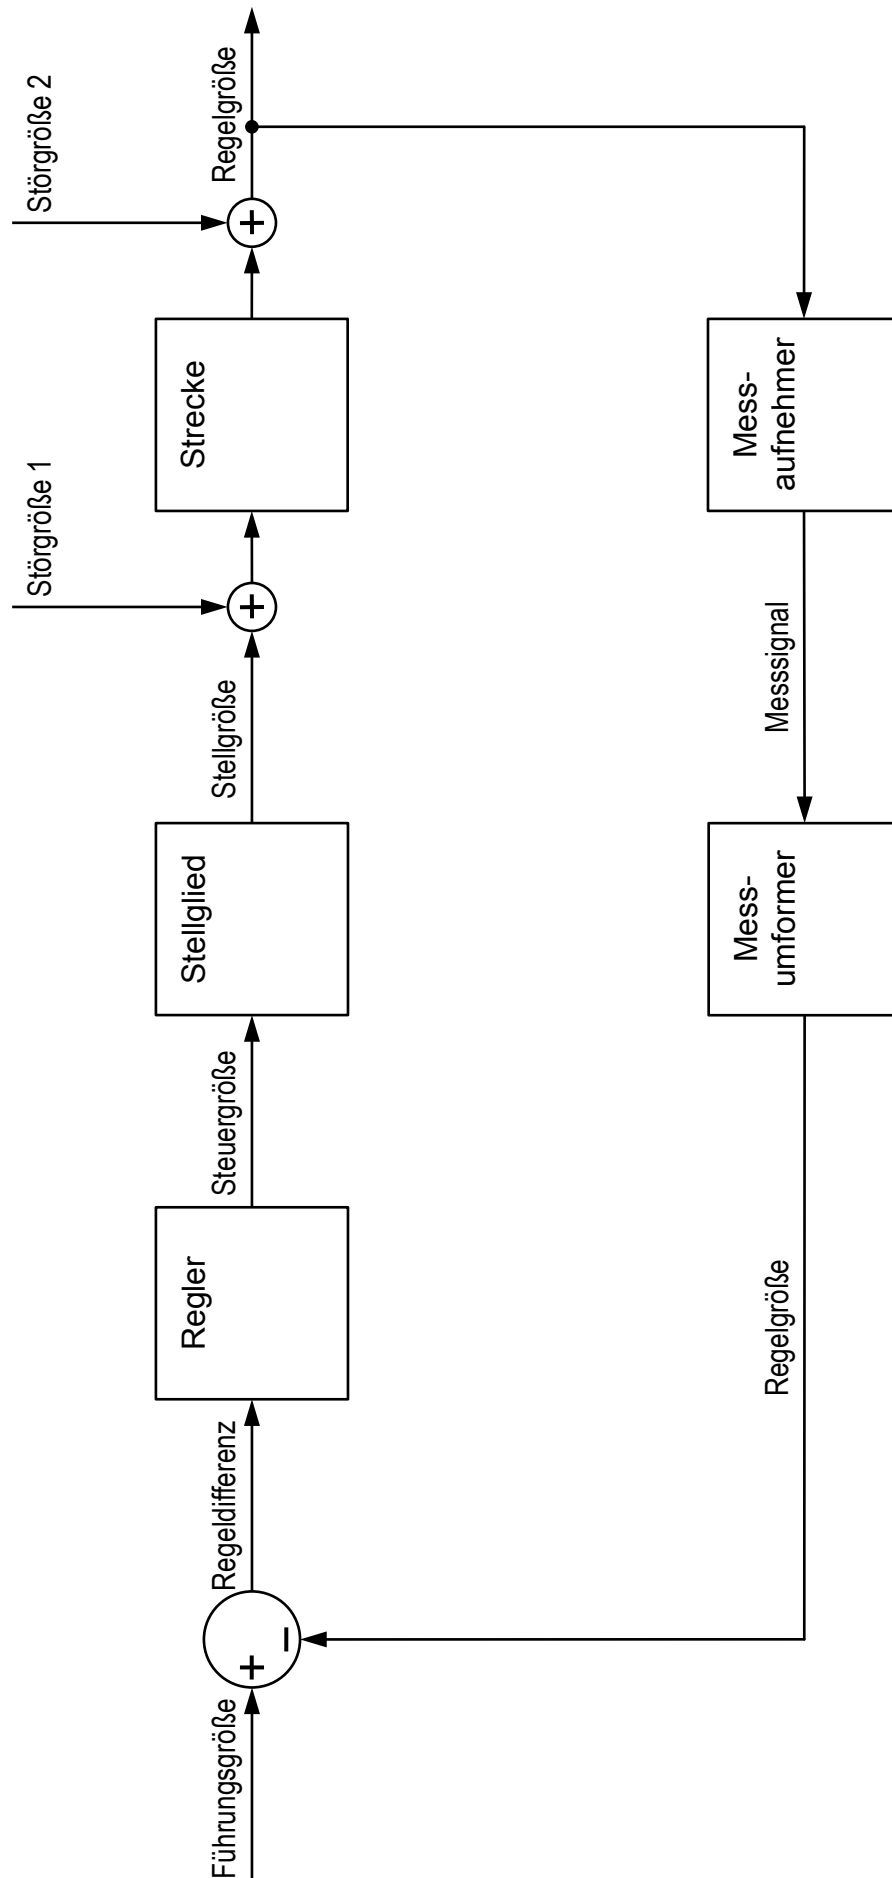 Störgröße 1
Störgröße 2
Führungsgröße
+
−
Regeldifferenz
Regler
Steuergröße
Stellglied
Stellgröße
+
Strecke
+
Regelgröße
Regelgröße
Mess-
umformer
Messsignal
Mess-
aufnehmer